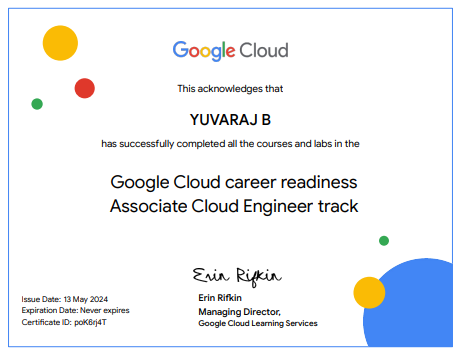 Google Cloud
This acknowledges that
YUVARAJ B
has successfully completed all the courses and labs in the
Google Cloud career readiness
Associate Cloud Engineer track
Erin Rifkin
Erin Rifkin
Managing Director,
Google Cloud Learning Services
Issue Date: 13 May 2024
Expiration Date: Never expires
Certificate ID: poK6rj4T